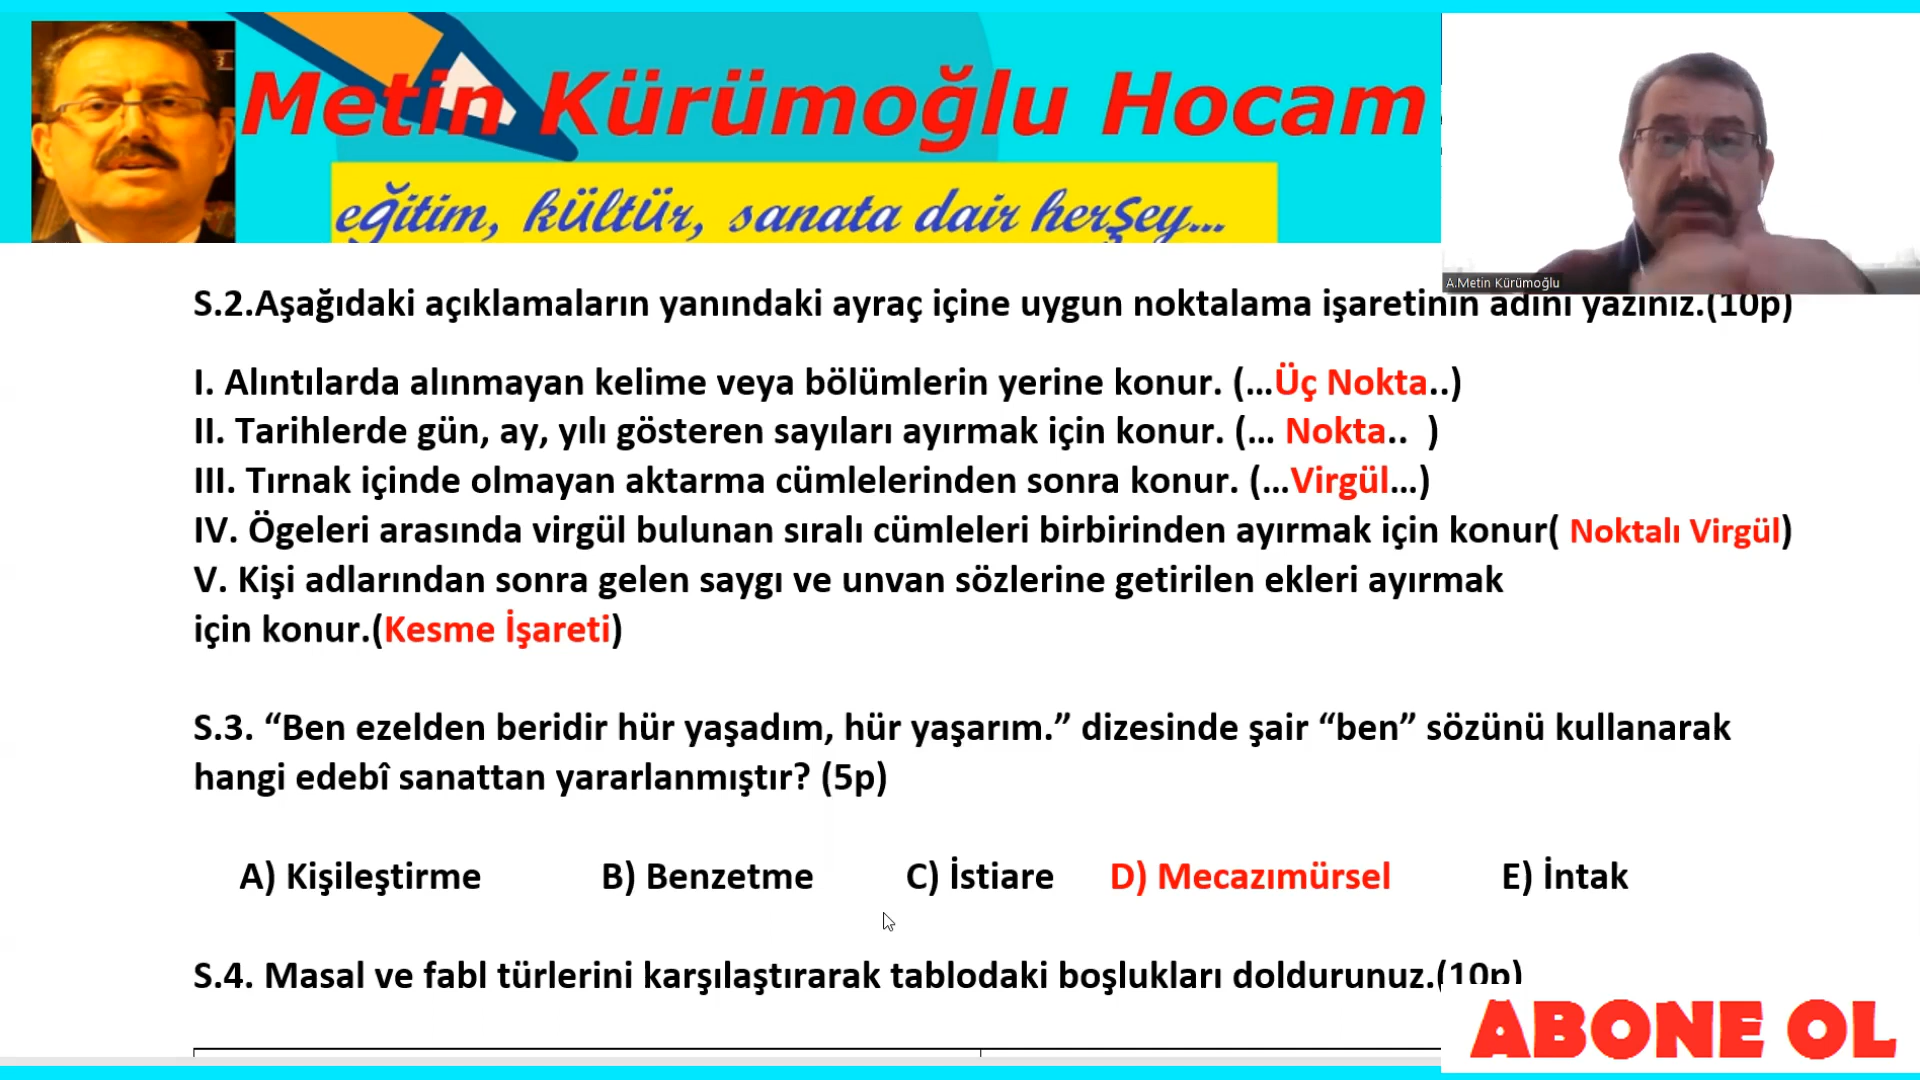 Metin Kürümoğlu Hocam
eğitim, kültür, sanata dair herşey...
A.Metin Kürümoğlu
S.2.Aşağıdaki açıklamaların yanındaki ayraç içine uygun noktalama işaretinin adını yazınız.(10p)
I. Alıntılarda alınmayan kelime veya bölümlerin yerine konur. (...Üç Nokta..)
II. Tarihlerde gün, ay, yılı gösteren sayıları ayırmak için konur. (... Nokta..  )
III. Tırnak içinde olmayan aktarma cümlelerinden sonra konur. (...Virgül...)
IV. Ögeleri arasında virgül bulunan sıralı cümleleri birbirinden ayırmak için konur( Noktalı Virgül)
V. Kişi adlarından sonra gelen saygı ve unvan sözlerine getirilen ekleri ayırmak
için konur.(Kesme İşareti)
S.3. “Ben ezelden beridir hür yaşadım, hür yaşarım.” dizesinde şair “ben” sözünü kullanarak
hangi edebî sanattan yararlanmıştır? (5p)
A) Kişileştirme B) Benzetme C) İstiare D) Mecazımürsel E) İntak
S.4. Masal ve fabl türlerini karşılaştırarak tablodaki boşlukları doldurunuz.(10p)
ABONE OL